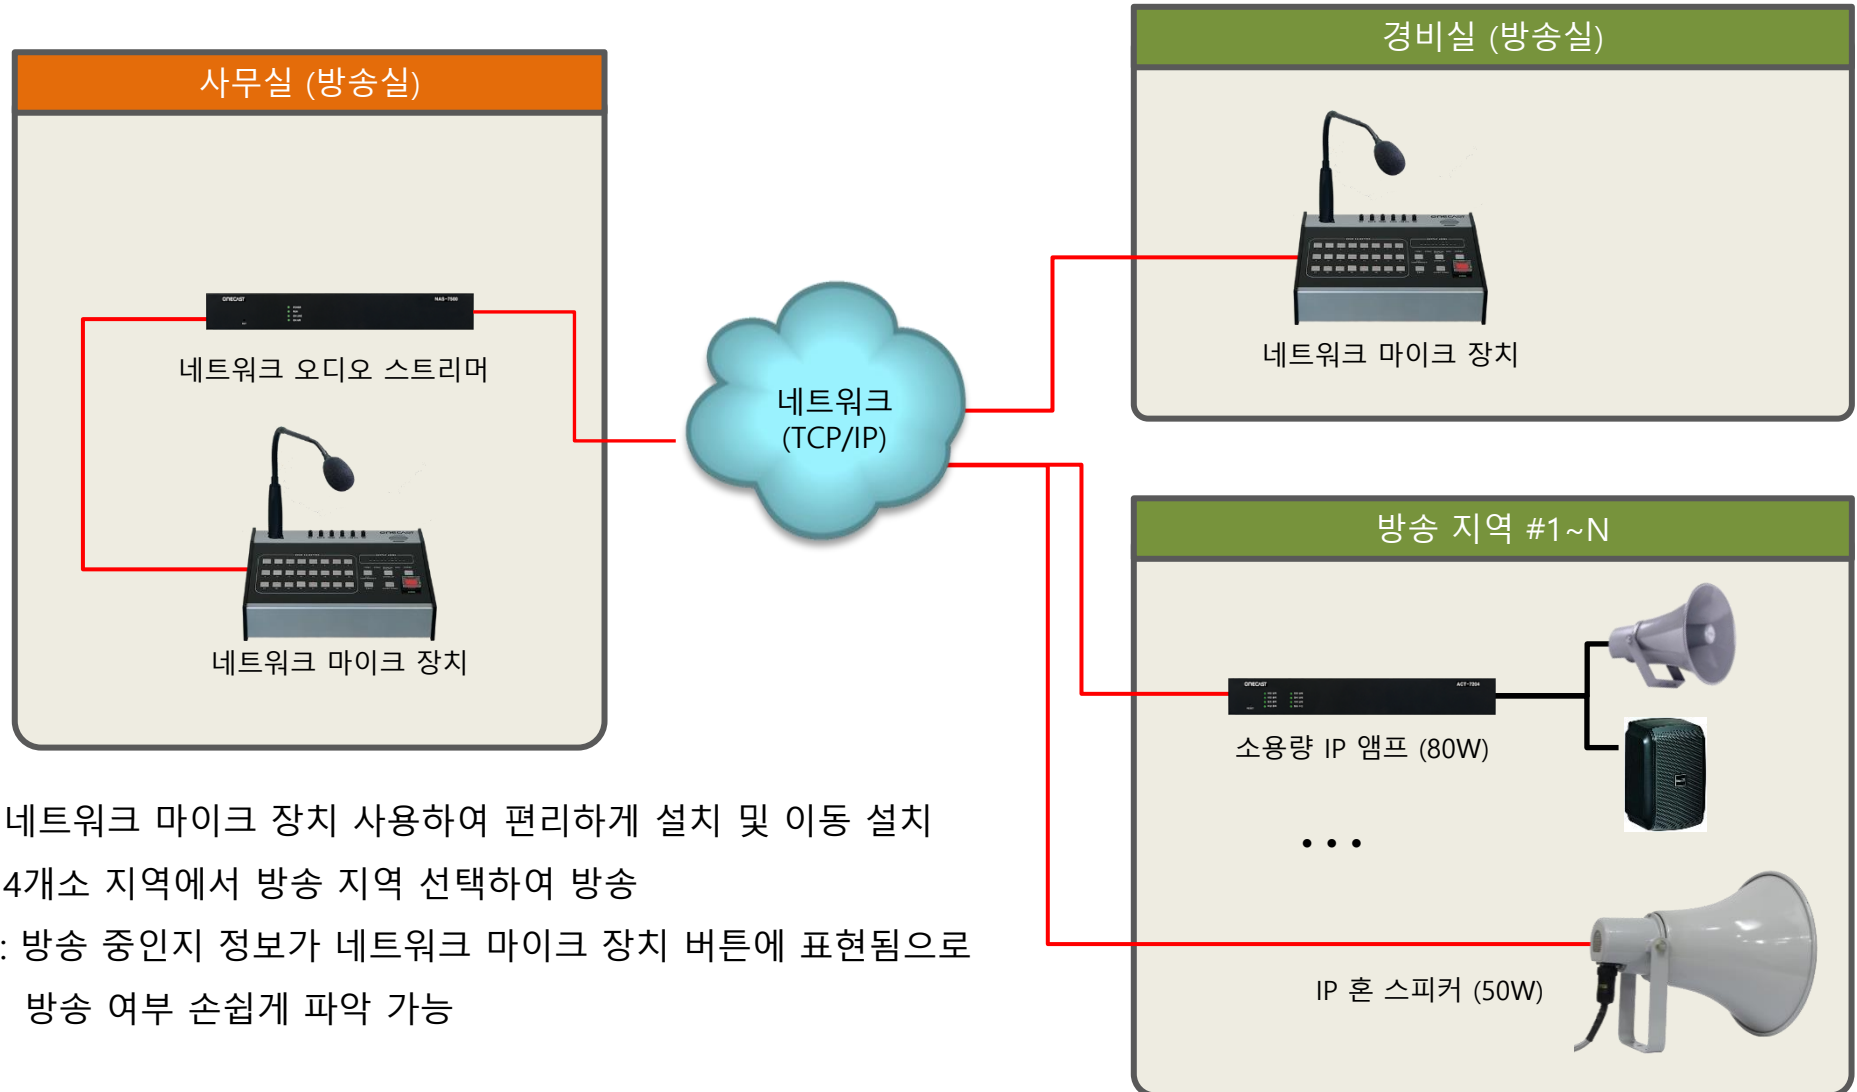 사무실 (방송실)
ONECAST
NAS-7500
네트워크 오디오 스트리머
네트워크 마이크 장치
네트워크
(TCP/IP)
경비실 (방송실)
ONECAST
네트워크 마이크 장치
방송 지역 #1~N
ONECAST
소용량 IP 앰프 (80W)
• • •
IP 혼 스피커 (50W)
네트워크 마이크 장치 사용하여 편리하게 설치 및 이동 설치
4개소 지역에서 방송 지역 선택하여 방송
: 방송 중인지 정보가 네트워크 마이크 장치 버튼에 표현됨으로
방송 여부 손쉽게 파악 가능